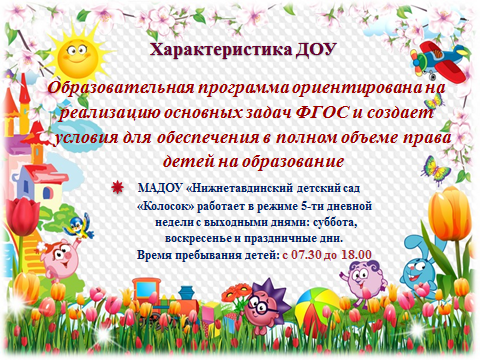 Характеристика ДОУ
Образовательная программа ориентирована на
реализацию основных задач ФГОС и создает
условия для обеспечения в полном объеме права
детей на образование
МАДОУ «Нижнетавдинский детский сад
«Колосок» работает в режиме 5-ти дневной
недели с выходными днями: суббота,
воскресенье и праздничные дни.
Время пребывания детей: с 07.30 до 18.00